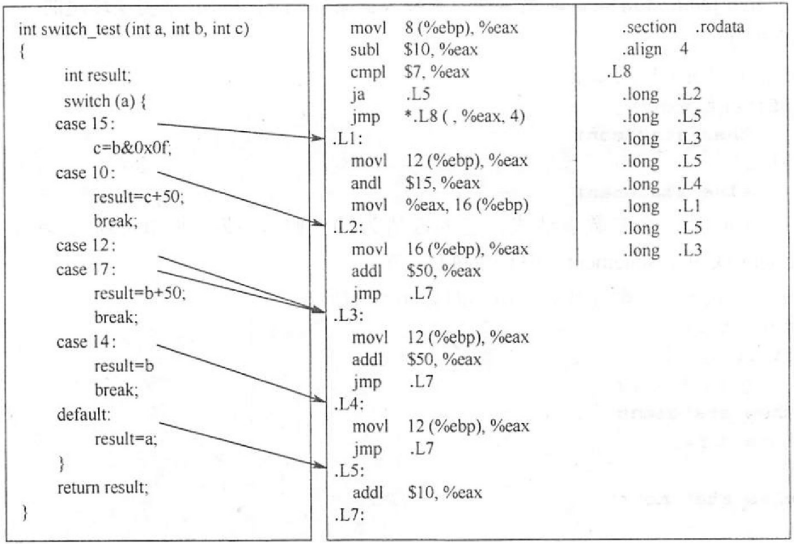 int switch_test (int a, int b, int c)
{
int result;
switch (a) {
case 15:
c=b&0x0f;
case 10:
result=c+50;
break;
case 12:
case 17:
result=b+50;
break;
case 14:
result=b
break;
default:
result=a;
}
return result;
}
movl 8 (%ebp), %eax
subl $10, %eax
cmpl $7, %eax
ja .L5
jmp *.L8 ( , %eax, 4)
.L1:
movl 12 (%ebp), %eax
andl $15, %eax
movl %eax, 16 (%ebp)
.L2:
movl 16 (%ebp), %eax
addl $50, %eax
jmp .L7
.L3:
movl 12 (%ebp), %eax
addl $50, %eax
jmp .L7
.L4:
movl 12 (%ebp), %eax
jmp .L7
.L5:
addl $10, %eax
.L7:
.section .rodata
.align 4
.L8
.long .L2
.long .L5
.long .L3
.long .L5
.long .L4
.long .L1
.long .L5
.long .L3